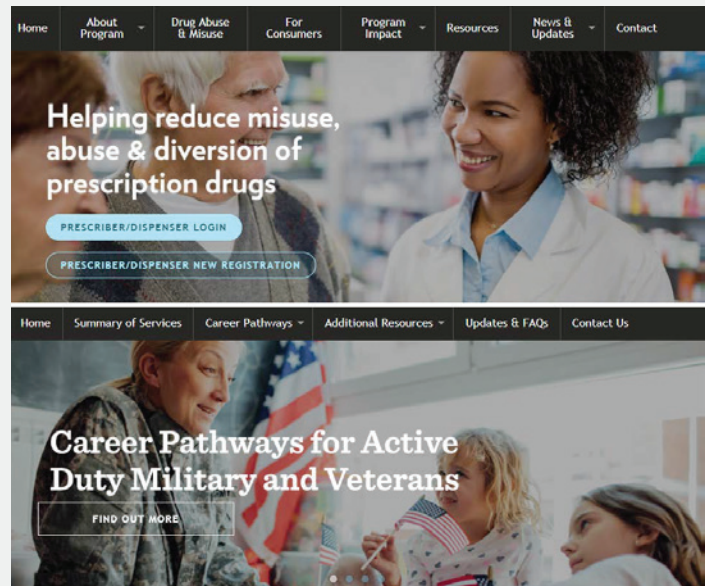 Home About Program Drug Abuse & Misuse For Consumers Program Impact Resources News & Updates Contact
Helping reduce misuse,
abuse & diversion of
prescription drugs
PRESCRIBER/DISPENSER LOGIN
PRESCRIBER/DISPENSER NEW REGISTRATION
Home Summary of Services Career Pathways Additional Resources Updates & FAQs Contact Us
Career Pathways for Active
Duty Military and Veterans
FIND OUT MORE